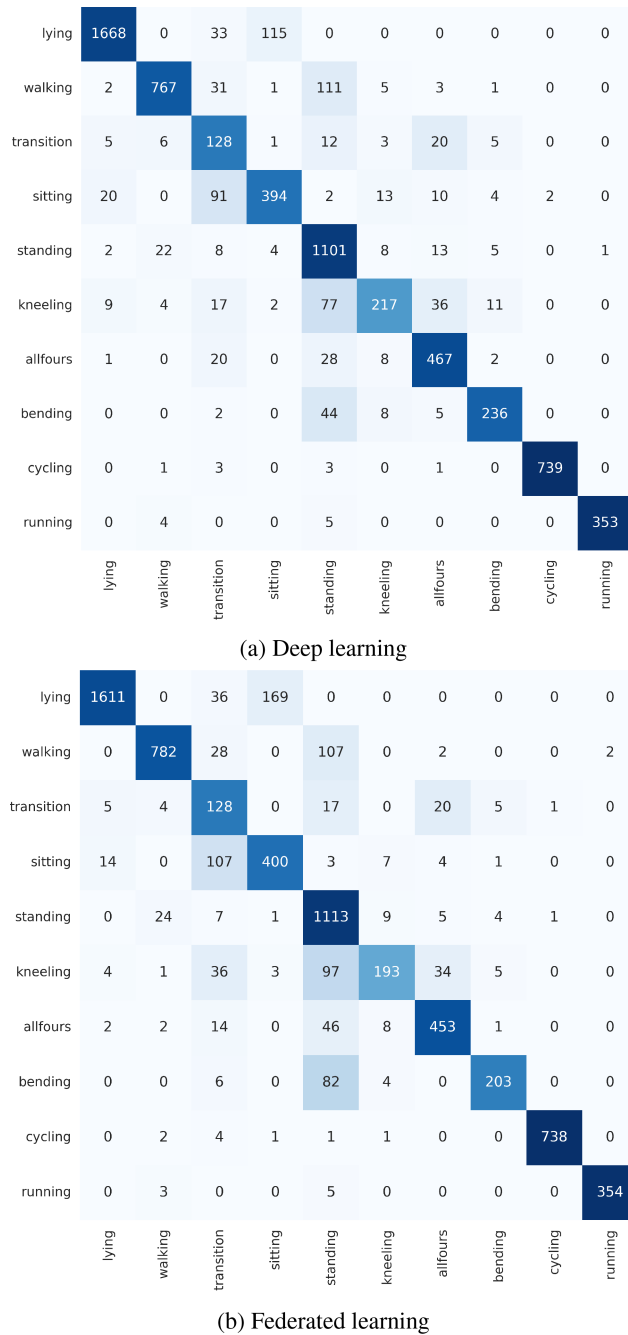 lying 1668 0 33 115 0 0 0 0 0 0
walking 2 767 31 1 111 5 3 1 0 0
transition 5 6 128 1 12 3 20 5 0 0
sitting 20 0 91 394 2 13 10 4 2 0
standing 2 22 8 4 1101 8 13 5 0 1
kneeling 9 4 17 2 77 217 36 11 0 0
allfours 1 0 20 0 28 8 467 2 0 0
bending 0 0 2 0 44 8 5 236 0 0
cycling 0 1 3 0 3 0 1 0 739 0
running 0 4 0 0 5 0 0 0 0 353
lying walking transition sitting standing kneeling allfours bending cycling running
(a) Deep learning
lying 1611 0 36 169 0 0 0 0 0 0
walking 0 782 28 0 107 0 2 0 0 2
transition 5 4 128 0 17 0 20 5 1 0
sitting 14 0 107 400 3 7 4 1 0 0
standing 0 24 7 1 1113 9 5 4 1 0
kneeling 4 1 36 3 97 193 34 5 0 0
allfours 2 2 14 0 46 8 453 1 0 0
bending 0 0 6 0 82 4 0 203 0 0
cycling 0 2 4 1 1 1 0 0 738 0
running 0 3 0 0 5 0 0 0 0 354
lying walking transition sitting standing kneeling allfours bending cycling running
(b) Federated learning